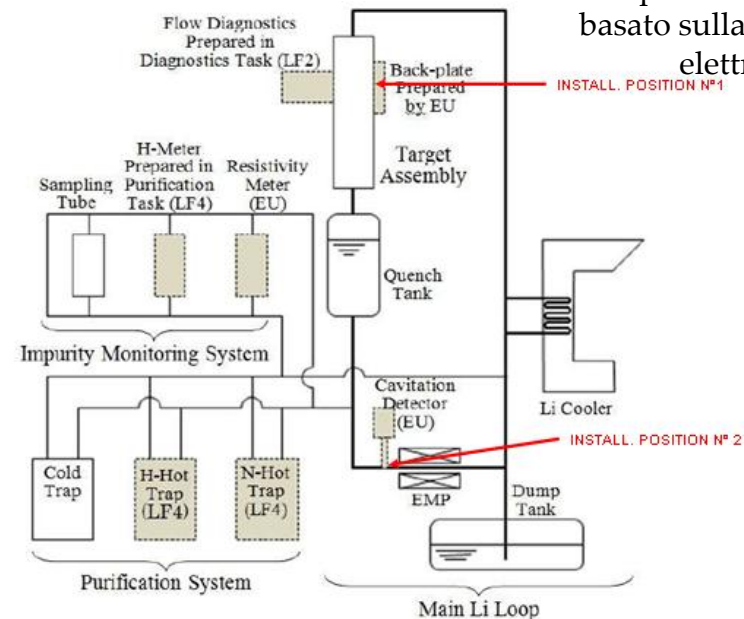 basato sulla
elett
Flow Diagnostics
Prepared in
Diagnostics Task (LF2)
Back-plate
Prepared
by EU
INSTALL. POSITION Nº1
Target
Assembly
H-Meter
Prepared in
Purification
Task (LF4)
Resistivity
Meter
(EU)
Sampling
Tube
Quench
Tank
Impurity Monitoring System
Li Cooler
Cavitation
Detector
(EU)
INSTALL. POSITION Nº 2
EMP
Dump
Tank
Cold
Trap
H-Hot
Trap
(LF4)
N-Hot
Trap
(LF4)
Purification System
Main Li Loop